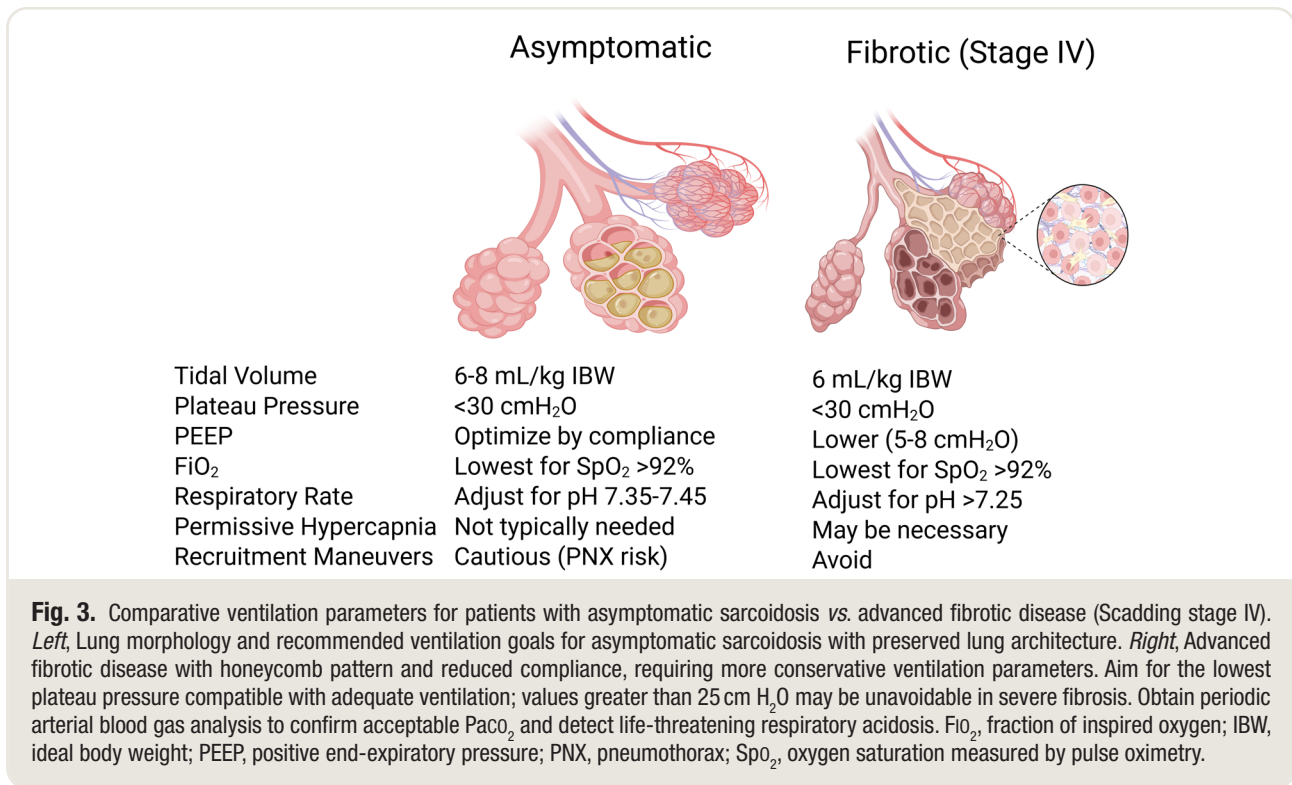 Asymptomatic Fibrotic (Stage IV)
Tidal Volume 6-8 mL/kg IBW 6 mL/kg IBW
Plateau Pressure <30 cmH₂O <30 cmH₂O
PEEP Optimize by compliance Lower (5-8 cmH₂O)
FiO₂ Lowest for SpO₂ >92% Lowest for SpO₂ >92%
Respiratory Rate Adjust for pH 7.35-7.45 Adjust for pH >7.25
Permissive Hypercapnia Not typically needed May be necessary
Recruitment Maneuvers Cautious (PNX risk) Avoid
Fig. 3. Comparative ventilation parameters for patients with asymptomatic sarcoidosis vs. advanced fibrotic disease (Scadding stage IV).
Left, Lung morphology and recommended ventilation goals for asymptomatic sarcoidosis with preserved lung architecture. Right, Advanced
fibrotic disease with honeycomb pattern and reduced compliance, requiring more conservative ventilation parameters. Aim for the lowest
plateau pressure compatible with adequate ventilation; values greater than 25 cm H₂O may be unavoidable in severe fibrosis. Obtain periodic
arterial blood gas analysis to confirm acceptable PaCO₂ and detect life-threatening respiratory acidosis. FIO₂, fraction of inspired oxygen; IBW,
ideal body weight; PEEP, positive end-expiratory pressure; PNX, pneumothorax; SpO₂, oxygen saturation measured by pulse oximetry.